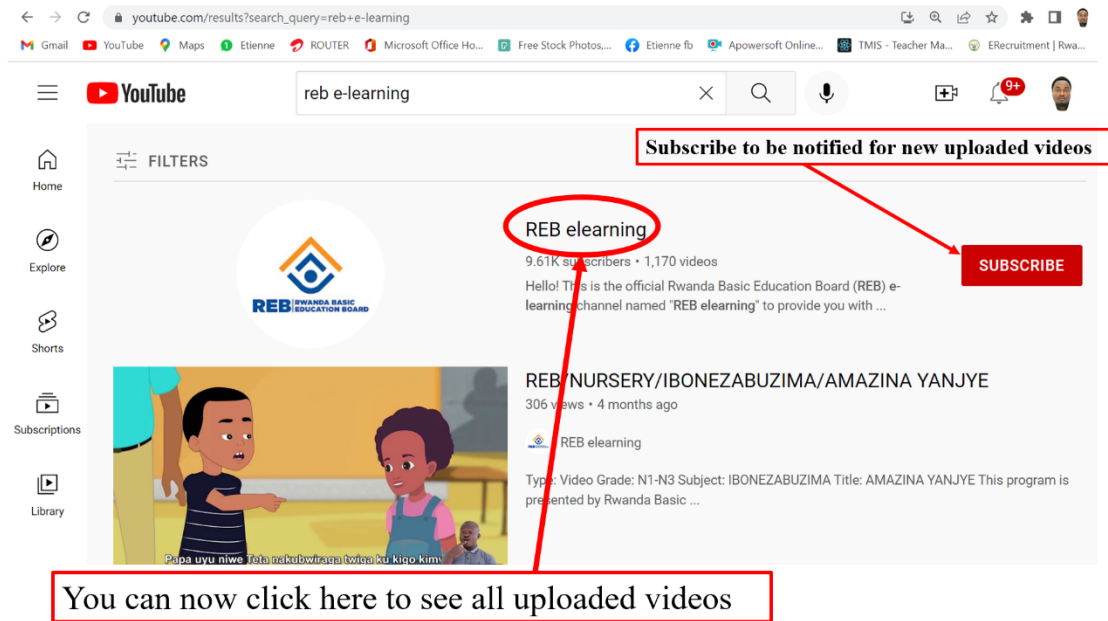 youtube.com/results?search_query=reb+e-learning
Gmail YouTube Maps Etienne ROUTER Microsoft Office Ho... Free Stock Photos,... Etienne fb Apowersoft Online... TMIS - Teacher Ma... ERecruitment | Rwa...
YouTube
reb e-learning
9+
Subscribe to be notified for new uploaded videos
Home
Explore
Shorts
Subscriptions
Library
FILTERS
REB RWANDA BASIC
EDUCATION BOARD
REB elearning
9.61K subscribers • 1,170 videos
Hello! This is the official Rwanda Basic Education Board (REB) e-
learning channel named "REB elearning" to provide you with ...
SUBSCRIBE
Papa uyu niwe Teta nakubwiraga twiga ku kigo kimw
REB/NURSERY/IBONEZABUZIMA/AMAZINA YANJYE
306 views • 4 months ago
REB elearning
Type: Video Grade: N1-N3 Subject: IBONEZABUZIMA Title: AMAZINA YANJYE This program is
presented by Rwanda Basic ...
You can now click here to see all uploaded videos